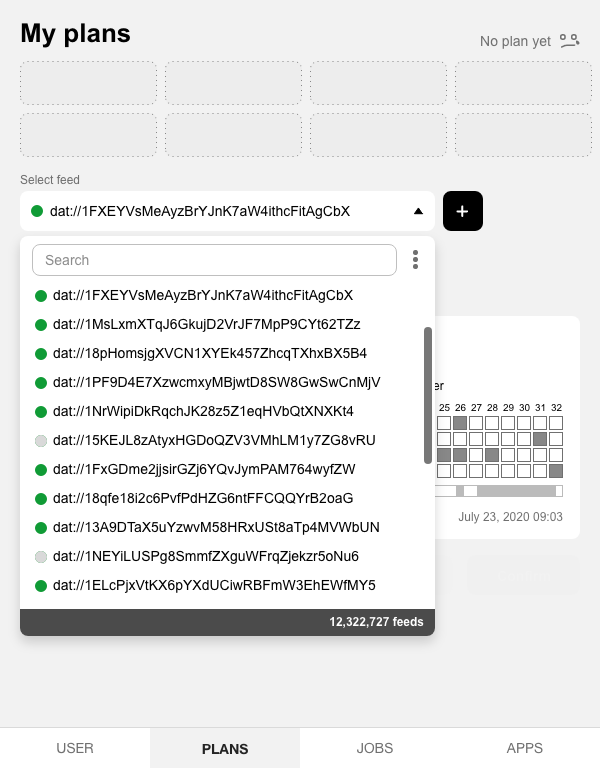 My plans
No plan yet
Select feed
dat://1FXEYVsMeAyzBrYJnK7aW4ithcFitAgCbX
+
Search
dat://1FXEYVsMeAyzBrYJnK7aW4ithcFitAgCbX
dat://1MsLxmXTqJ6GkujD2VrJF7MpP9CYt62TZz
dat://18pHomsjgXVCN1XYEk457ZhcqTXhxBX5B4
dat://1PF9D4E7XzwcmxyMBjwtD8SW8GwSwCnMjV
er
dat://1NrWipiDkRqchJK28z5Z1eqHVbQtXNXKt4
25 26 27 28 29 30 31 32
dat://15KEJL8zAtyxHGDoQZV3VMhLM1y7ZG8vRU
dat://1FxGDme2jjsirGZj6YQvJymPAM764wyfZW
dat://18qfe18i2c6PvfPdHZG6ntFFCQQYrB2oaG
dat://13A9DTaX5uYzwvM58HRxUSt8aTp4MVWbUN
July 23, 2020 09:03
dat://1NEYiLUSPg8SmmfZXguWFrqZjekzr5oNu6
dat://1ELcPjxVtKX6pYXdUCiwRBFmW3EhEWfMY5
12,322,727 feeds
USER
PLANS
JOBS
APPS